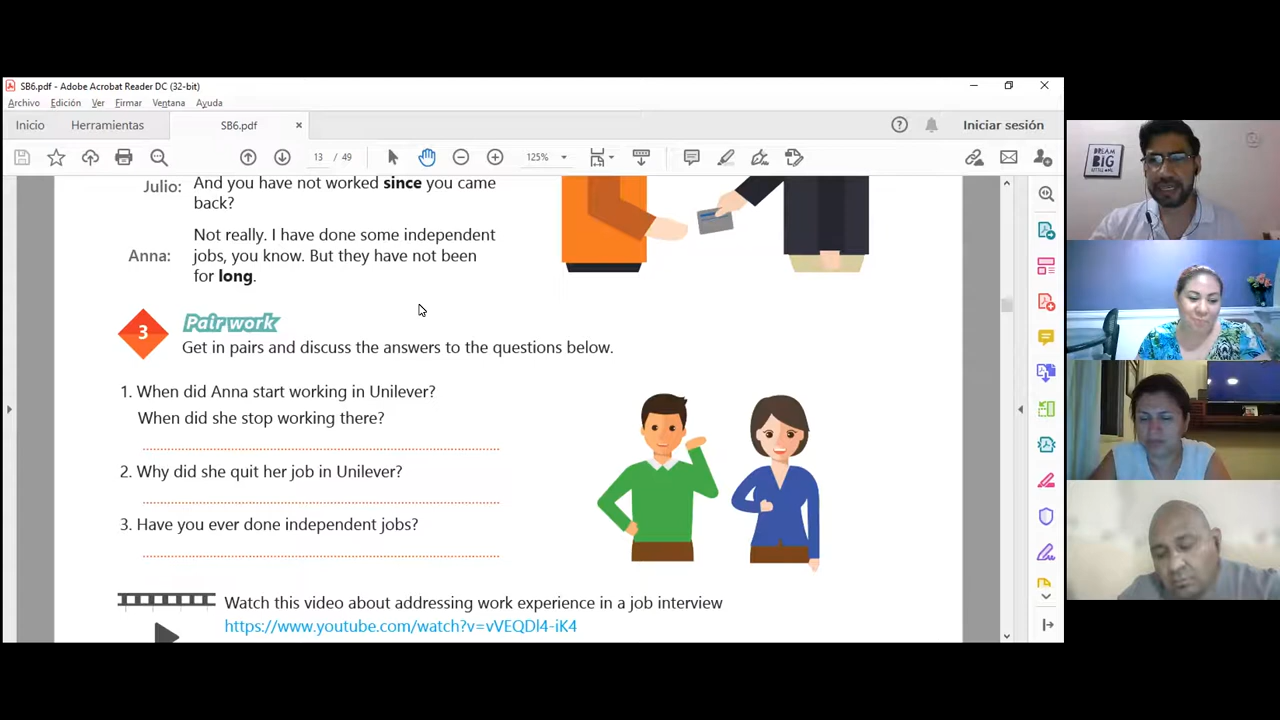 SB6.pdf - Adobe Acrobat Reader DC (32-bit)
Archivo Edición Ver Firmar Ventana Ayuda
Inicio Herramientas SB6.pdf × Iniciar sesión
13 / 49 125%
Julio: And you have not worked since you came
back?
Not really. I have done some independent
Anna: jobs, you know. But they have not been
for long.
3 Pair work
Get in pairs and discuss the answers to the questions below.
1. When did Anna start working in Unilever?
When did she stop working there?
2. Why did she quit her job in Unilever?
3. Have you ever done independent jobs?
Watch this video about addressing work experience in a job interview
https://www.youtube.com/watch?v=vVEQDl4-iK4
DREAM
BIG